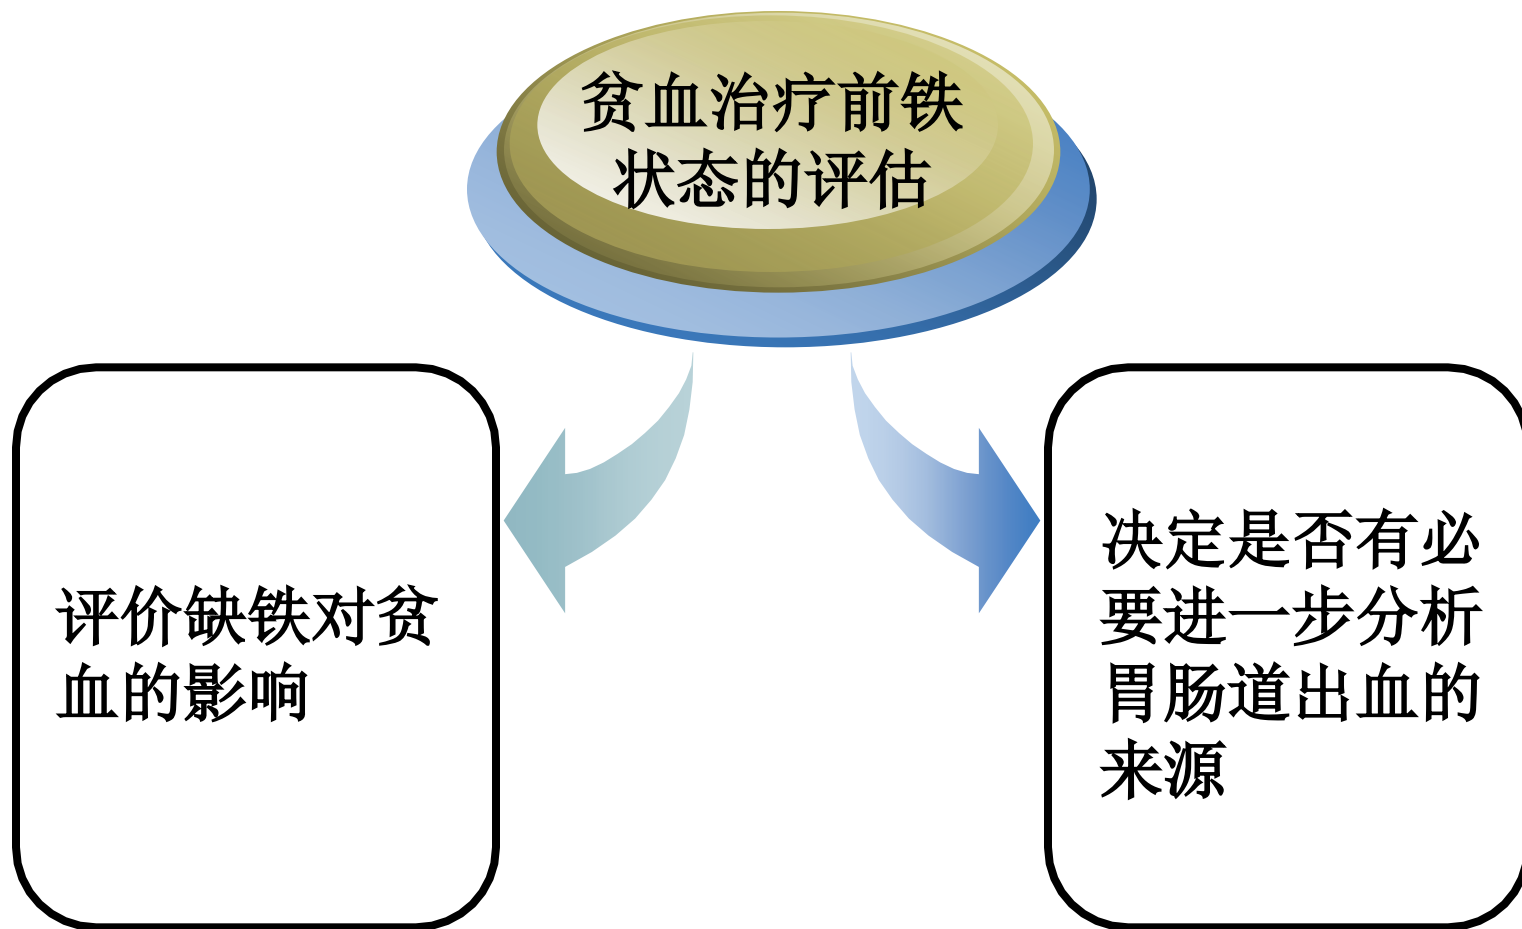 贫血治疗前铁
状态的评估
评价缺铁对贫
血的影响
决定是否有必
要进一步分析
胃肠道出血的
来源